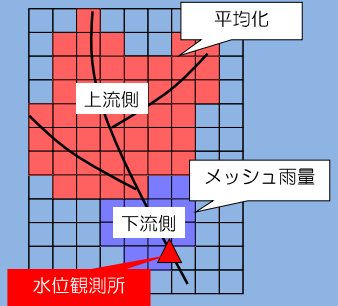 平均化
上流側
メッシュ雨量
下流側
水位観測所